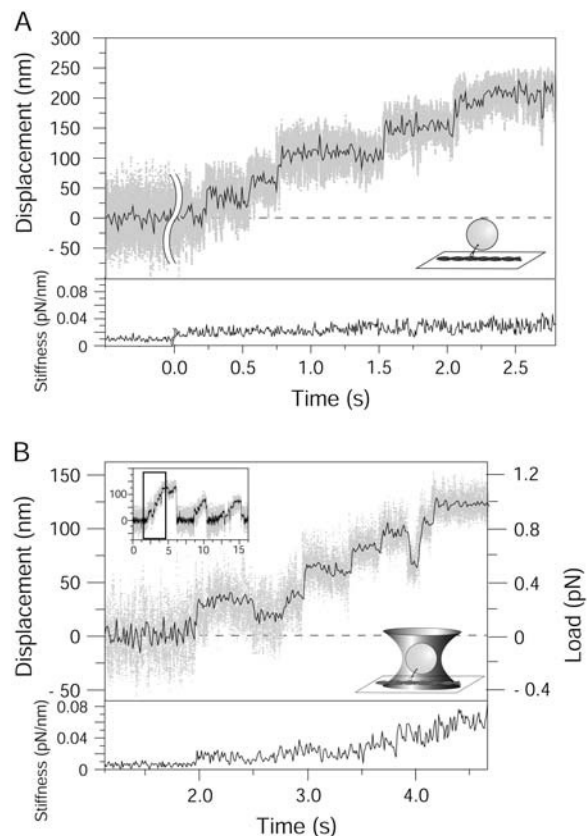 A
300
250
200
150
100
50
0
- 50
Displacement (nm)
0.08
0.04
0
Stiffness (pN/nm)
0.0 0.5 1.0 1.5 2.0 2.5
Time (s)
B
150
100
50
0
- 50
Displacement (nm)
100
0
0 5 10 15
1.2
0.8
0.4
0
- 0.4
Load (pN)
0.08
0.04
0
Stiffness (pN/nm)
2.0 3.0 4.0
Time (s)